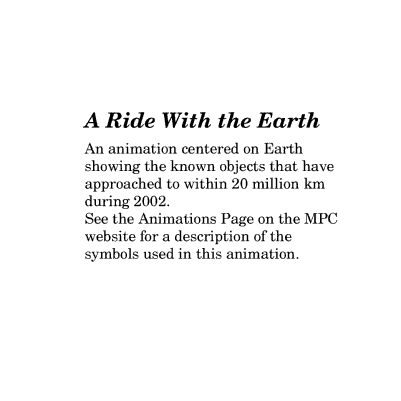 A Ride With the Earth
An animation centered on Earth
showing the known objects that have
approached to within 20 million km
during 2002.
See the Animations Page on the MPC
website for a description of the
symbols used in this animation.